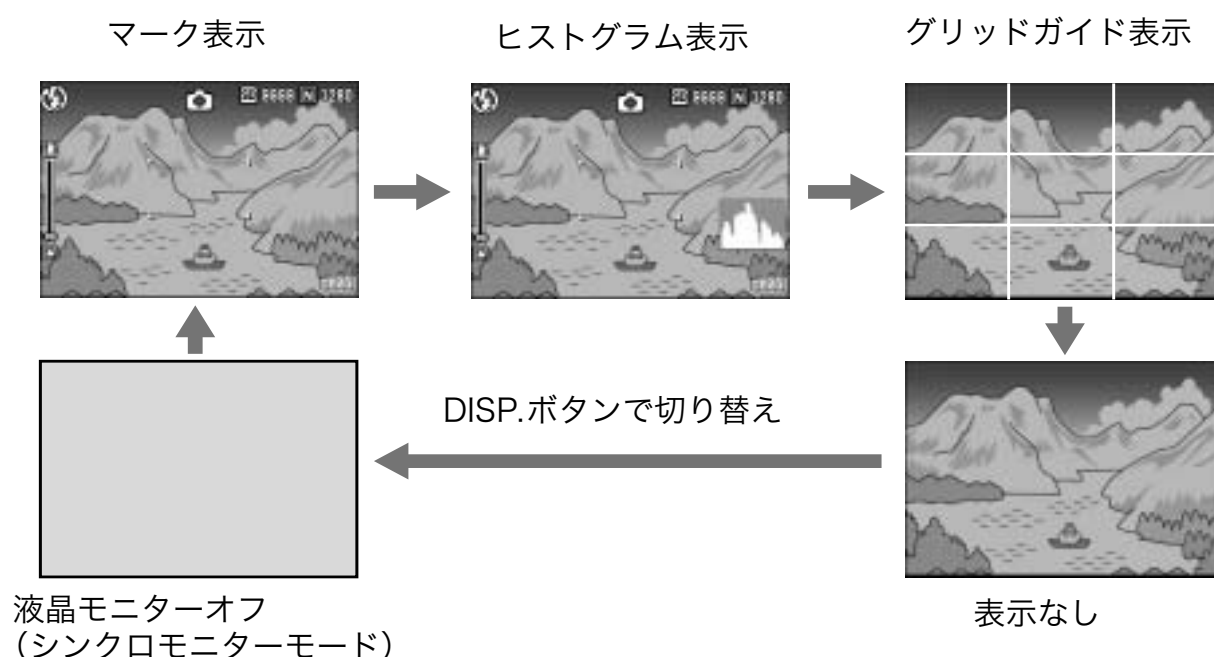 マーク表示
ヒストグラム表示
グリッドガイド表示
DISP.ボタンで切り替え
液晶モニターオフ
（シンクロモニターモード）
表示なし